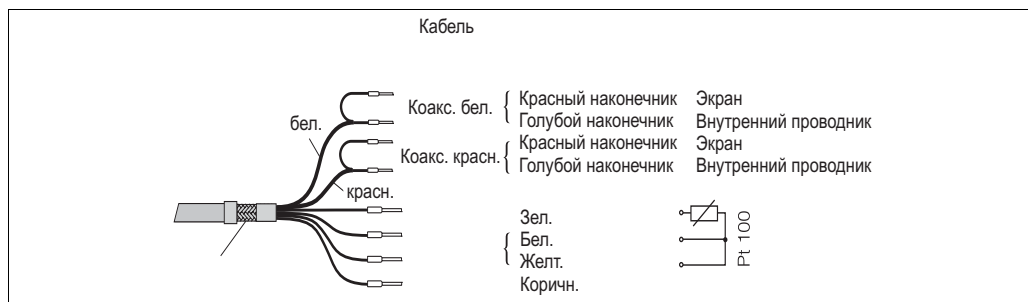 Кабель
бел.
Коакс. бел. { Красный наконечник Экран
Голубой наконечник Внутренний проводник
Коакс. красн. { Красный наконечник Экран
Голубой наконечник Внутренний проводник
красн.
Зел.
Бел.
Желт.
Коричн.
Pt 100